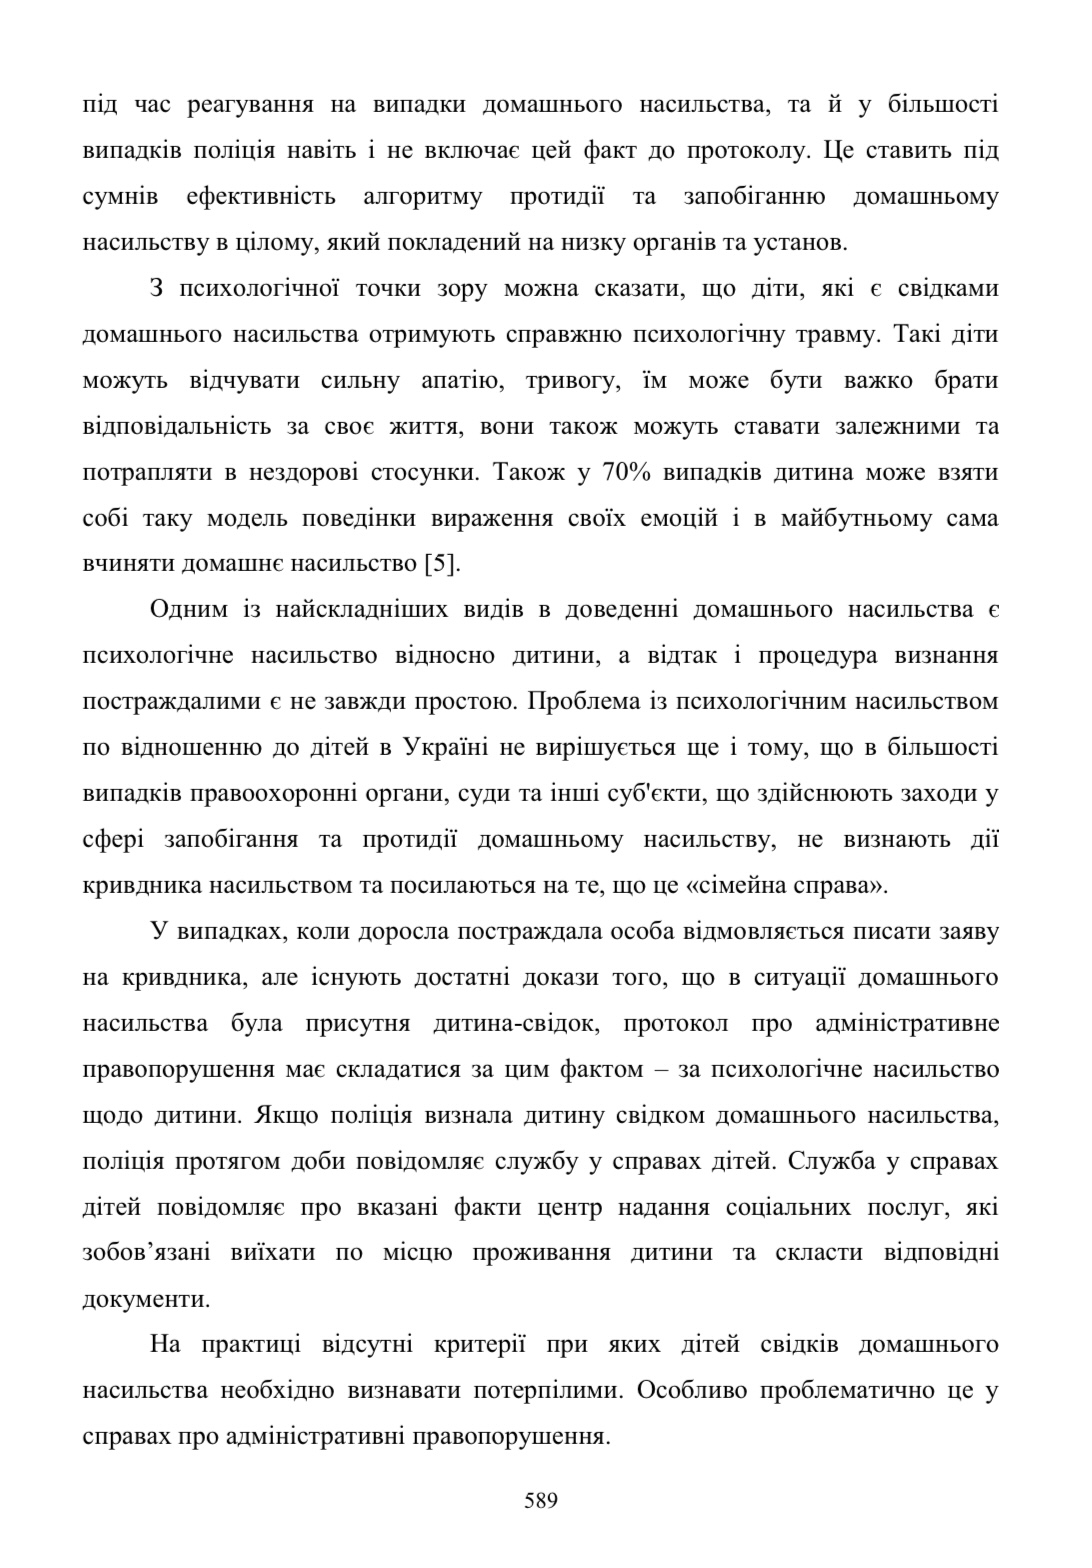 під час реагування на випадки домашнього насильства, та й у більшості
випадків поліція навіть і не включає цей факт до протоколу. Це ставить під
сумнів ефективність алгоритму протидії та запобіганню домашньому
насильству в цілому, який покладений на низку органів та установ.
З психологічної точки зору можна сказати, що діти, які є свідками
домашнього насильства отримують справжню психологічну травму. Такі діти
можуть відчувати сильну апатію, тривогу, їм може бути важко брати
відповідальність за своє життя, вони також можуть ставати залежними та
потрапляти в нездорові стосунки. Також у 70% випадків дитина може взяти
собі таку модель поведінки вираження своїх емоцій і в майбутньому сама
вчиняти домашнє насильство [5].
Одним із найскладніших видів в доведенні домашнього насильства є
психологічне насильство відносно дитини, а відтак і процедура визнання
постраждалими є не завжди простою. Проблема із психологічним насильством
по відношенню до дітей в Україні не вирішується ще і тому, що в більшості
випадків правоохоронні органи, суди та інші суб'єкти, що здійснюють заходи у
сфері запобігання та протидії домашньому насильству, не визнають дії
кривдника насильством та посилаються на те, що це «сімейна справа».
У випадках, коли доросла постраждала особа відмовляється писати заяву
на кривдника, але існують достатні докази того, що в ситуації домашнього
насильства була присутня дитина-свідок, протокол про адміністративне
правопорушення має складатися за цим фактом – за психологічне насильство
щодо дитини. Якщо поліція визнала дитину свідком домашнього насильства,
поліція протягом доби повідомляє службу у справах дітей. Служба у справах
дітей повідомляє про вказані факти центр надання соціальних послуг, які
зобов’язані виїхати по місцю проживання дитини та скласти відповідні
документи.
На практиці відсутні критерії при яких дітей свідків домашнього
насильства необхідно визнавати потерпілими. Особливо проблематично це у
справах про адміністративні правопорушення.
589